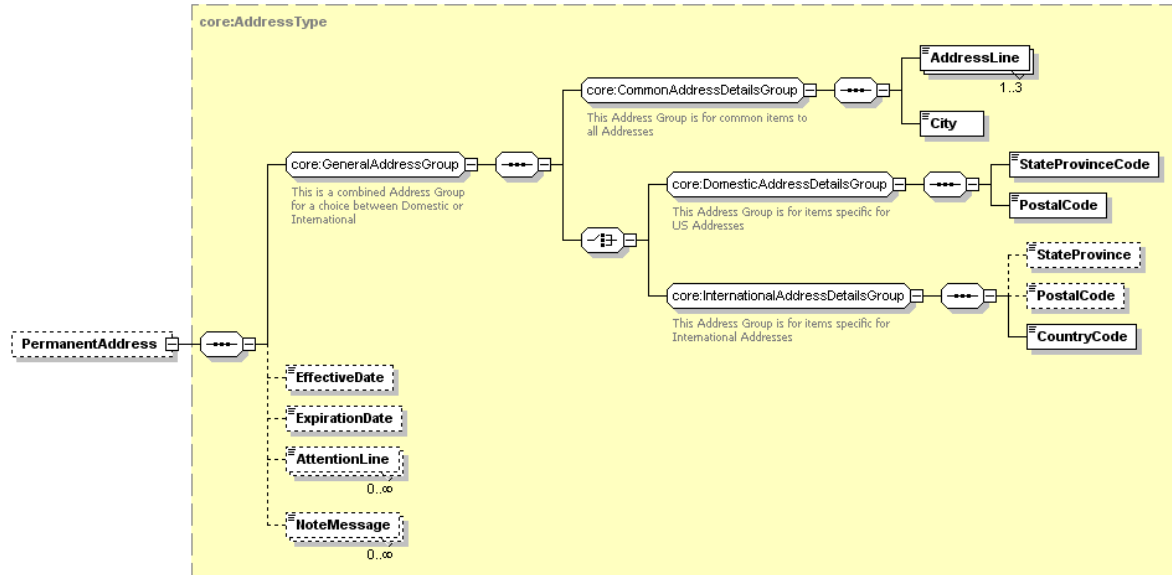 core:AddressType
AddressLine
1..3
core:CommonAddressDetailsGroup
This Address Group is for common items to
all Addresses
City
core:GeneralAddressGroup
This is a combined Address Group
for a choice between Domestic or
International
StateProvinceCode
core:DomesticAddressDetailsGroup
This Address Group is for items specific for
US Addresses
PostalCode
StateProvince
core:InternationalAddressDetailsGroup
This Address Group is for items specific for
International Addresses
PostalCode
CountryCode
PermanentAddress
EffectiveDate
ExpirationDate
AttentionLine
0..∞
NoteMessage
0..∞